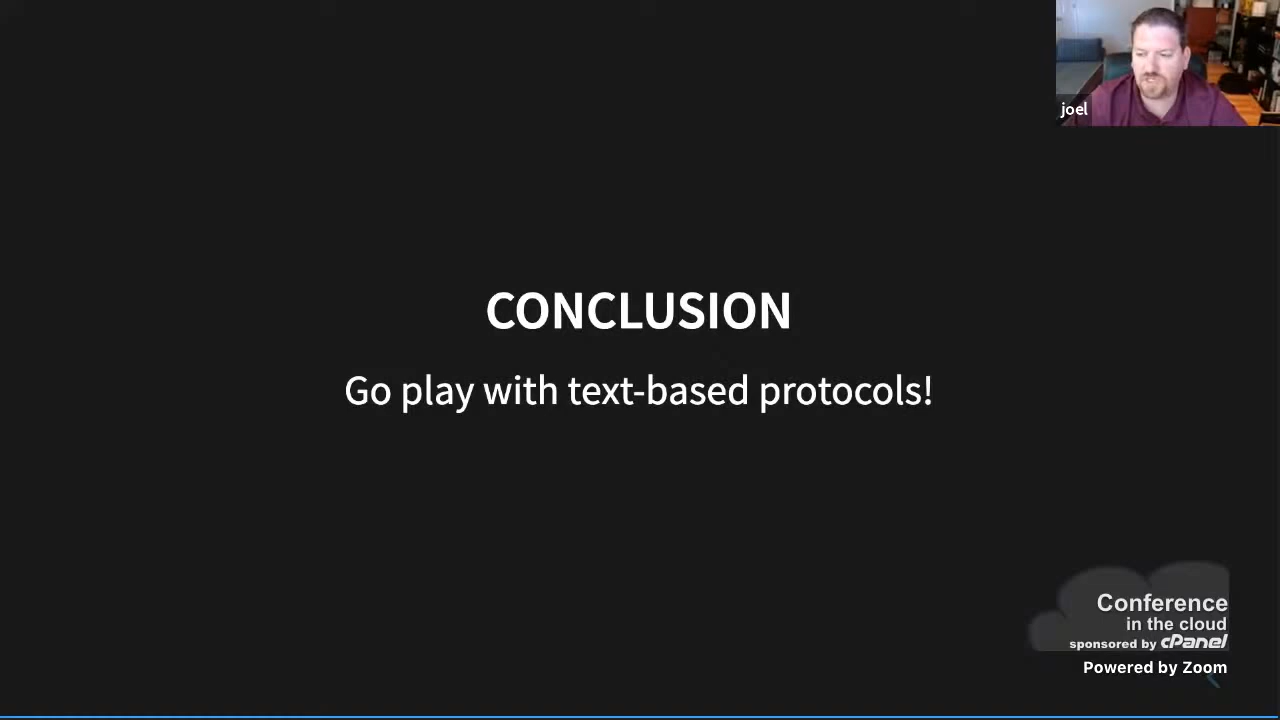 joel
CONCLUSION
Go play with text-based protocols!
Conference
in the cloud
sponsored by cPanel
Powered by Zoom